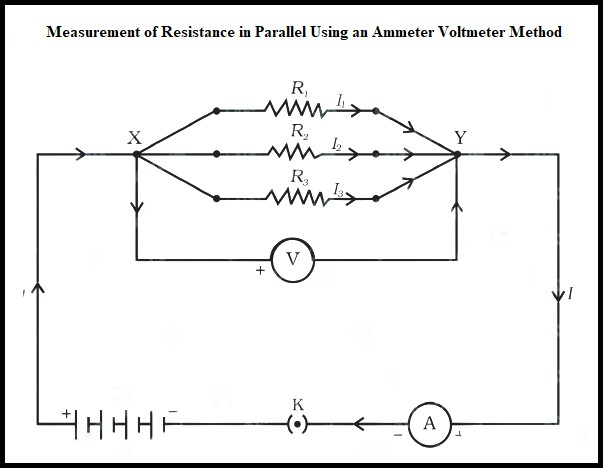 Measurement of Resistance in Parallel Using an Ammeter Voltmeter Method
R₁
I₁
R₂
I₂
X
Y
R₃
I₃
V
+
I
+
−
K
A
−
+